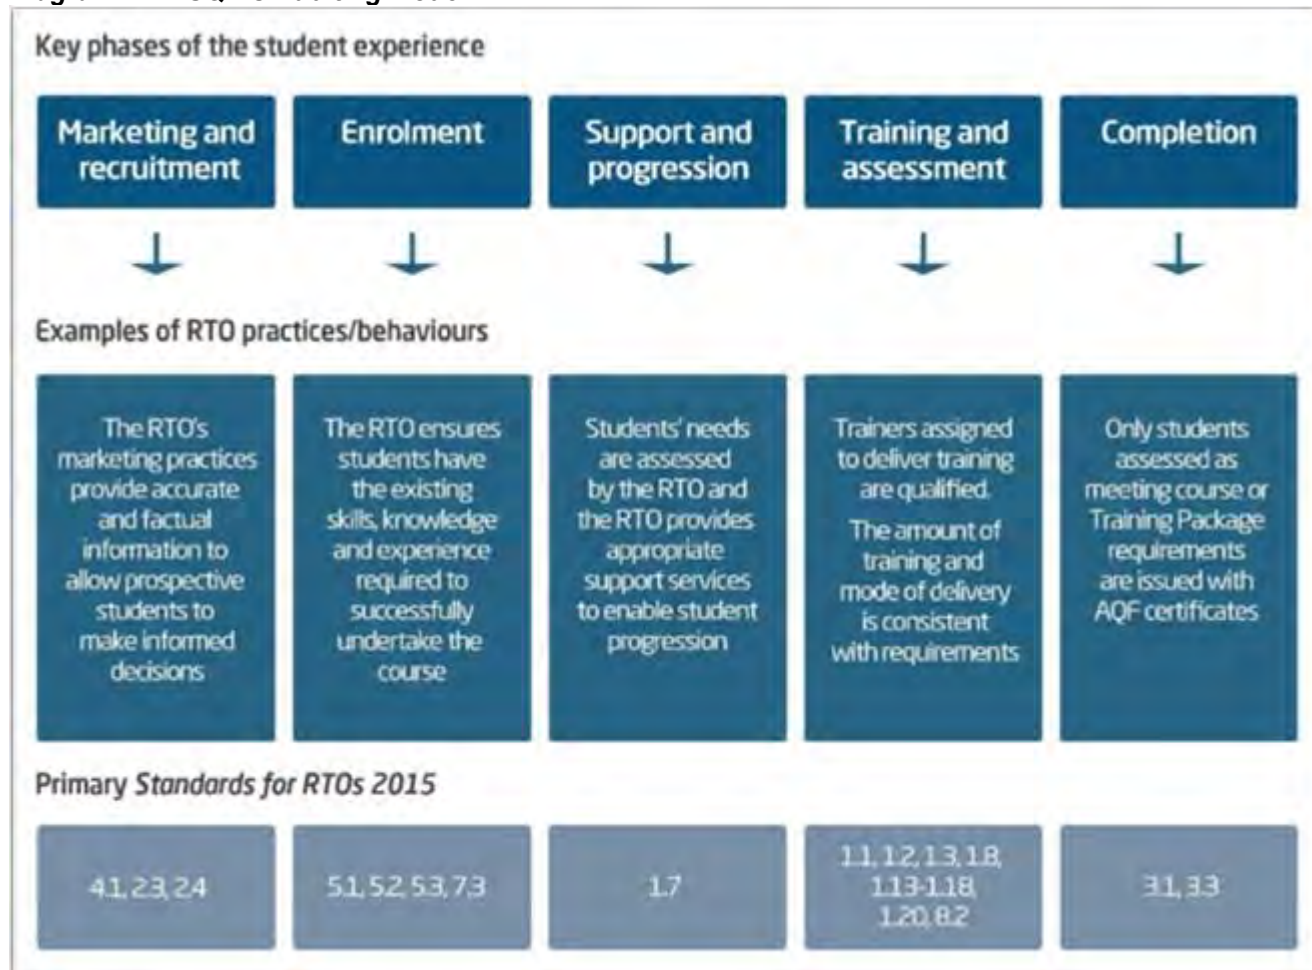 Key phases of the student experience
Marketing and
recruitment
Enrolment
Support and
progression
Training and
assessment
Completion
Examples of RTO practices/behaviours
The RTO's
marketing practices
provide accurate
and factual
information to
allow prospective
students to
make informed
decisions
The RTO ensures
students have
the existing
skills, knowledge
and experience
required to
successfully
undertake the
course
Students' needs
are assessed
by the RTO and
the RTO provides
appropriate
support services
to enable student
progression
Trainers assigned
to deliver training
are qualified.
The amount of
training and
mode of delivery
is consistent
with requirements
Only students
assessed as
meeting course or
Training Package
requirements
are issued with
AQF certificates
Primary Standards for RTOs 2015
4.1, 2.3, 2.4
5.1, 5.2, 5.3, 7.3
1.7
1.1, 1.2, 1.3, 1.8,
1.13-1.18,
1.20, 8.2
3.1, 3.3